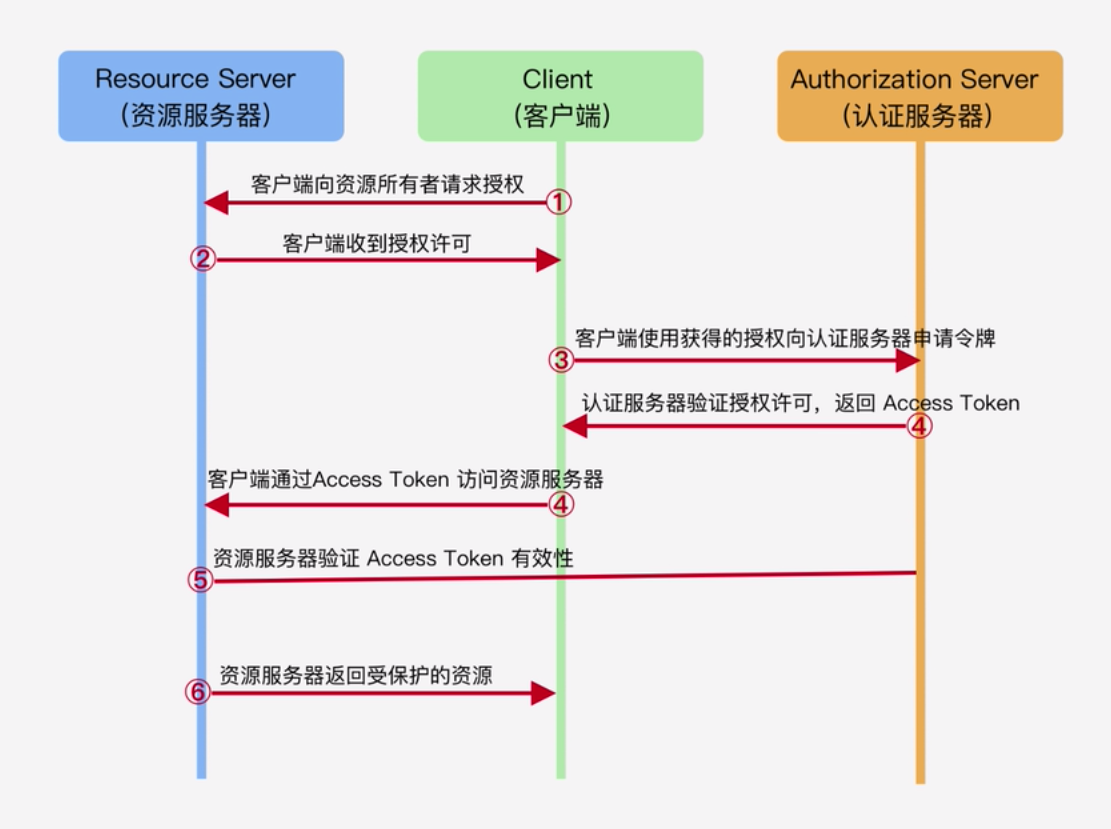 Resource Server
(资源服务器)
Client
(客户端)
Authorization Server
(认证服务器)
客户端向资源所有者请求授权
①
客户端收到授权许可
②
客户端使用获得的授权向认证服务器申请令牌
③
认证服务器验证授权许可，返回 Access Token
④
客户端通过Access Token 访问资源服务器
④
资源服务器验证 Access Token 有效性
⑤
资源服务器返回受保护的资源
⑥